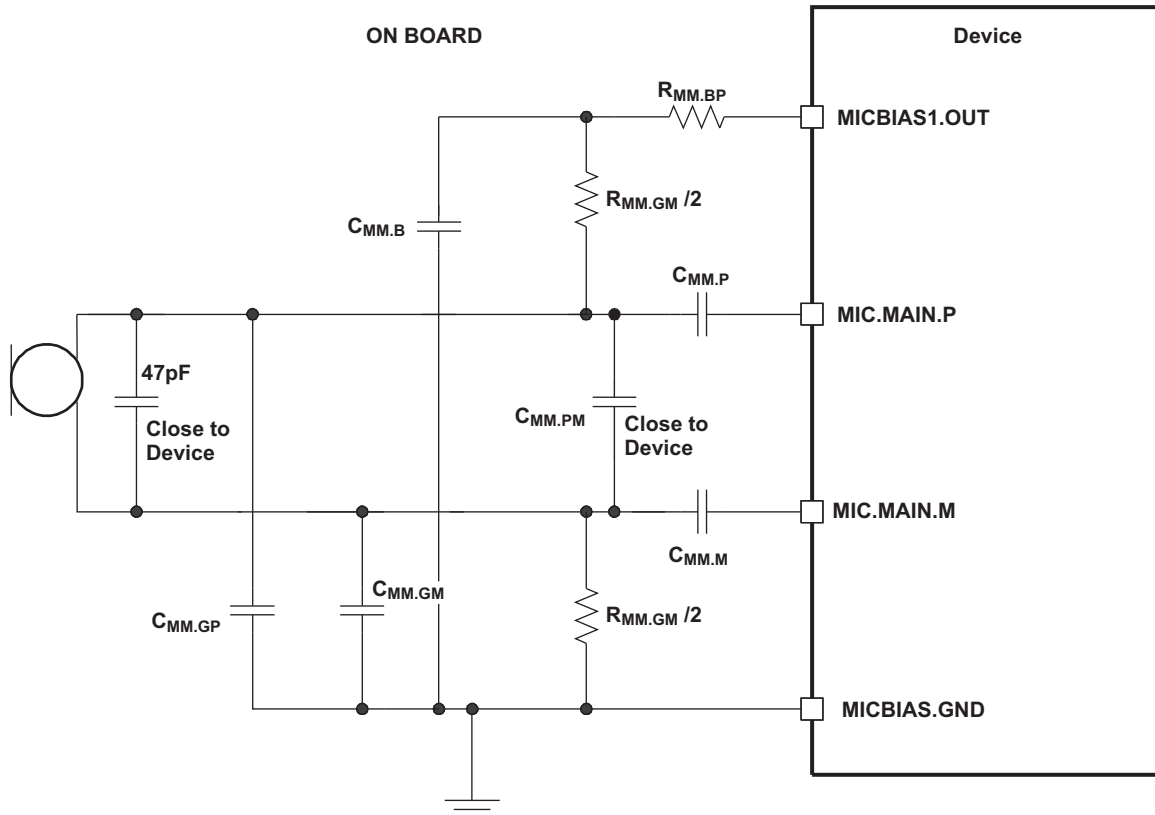 ON BOARD
Device
RMM.BP
MICBIAS1.OUT
RMM.GM /2
CMM.B
CMM.P
MIC.MAIN.P
47pF
Close to
Device
CMM.PM
Close to
Device
MIC.MAIN.M
CMM.M
CMM.GM
CMM.GP
RMM.GM /2
MICBIAS.GND